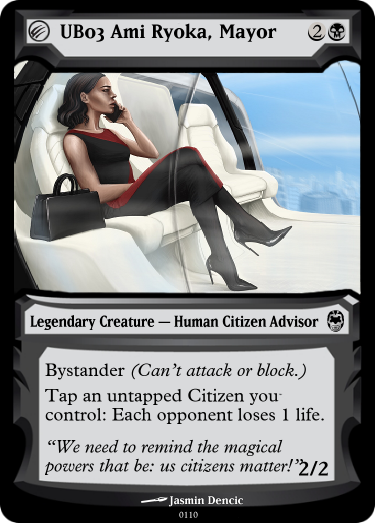 UB03 Ami Ryoka, Mayor 2
Legendary Creature — Human Citizen Advisor
Bystander (Can't attack or block.)
Tap an untapped Citizen you
control: Each opponent loses 1 life.
“We need to remind the magical
powers that be: us citizens matter!”
2/2
Jasmin Dencic
0110